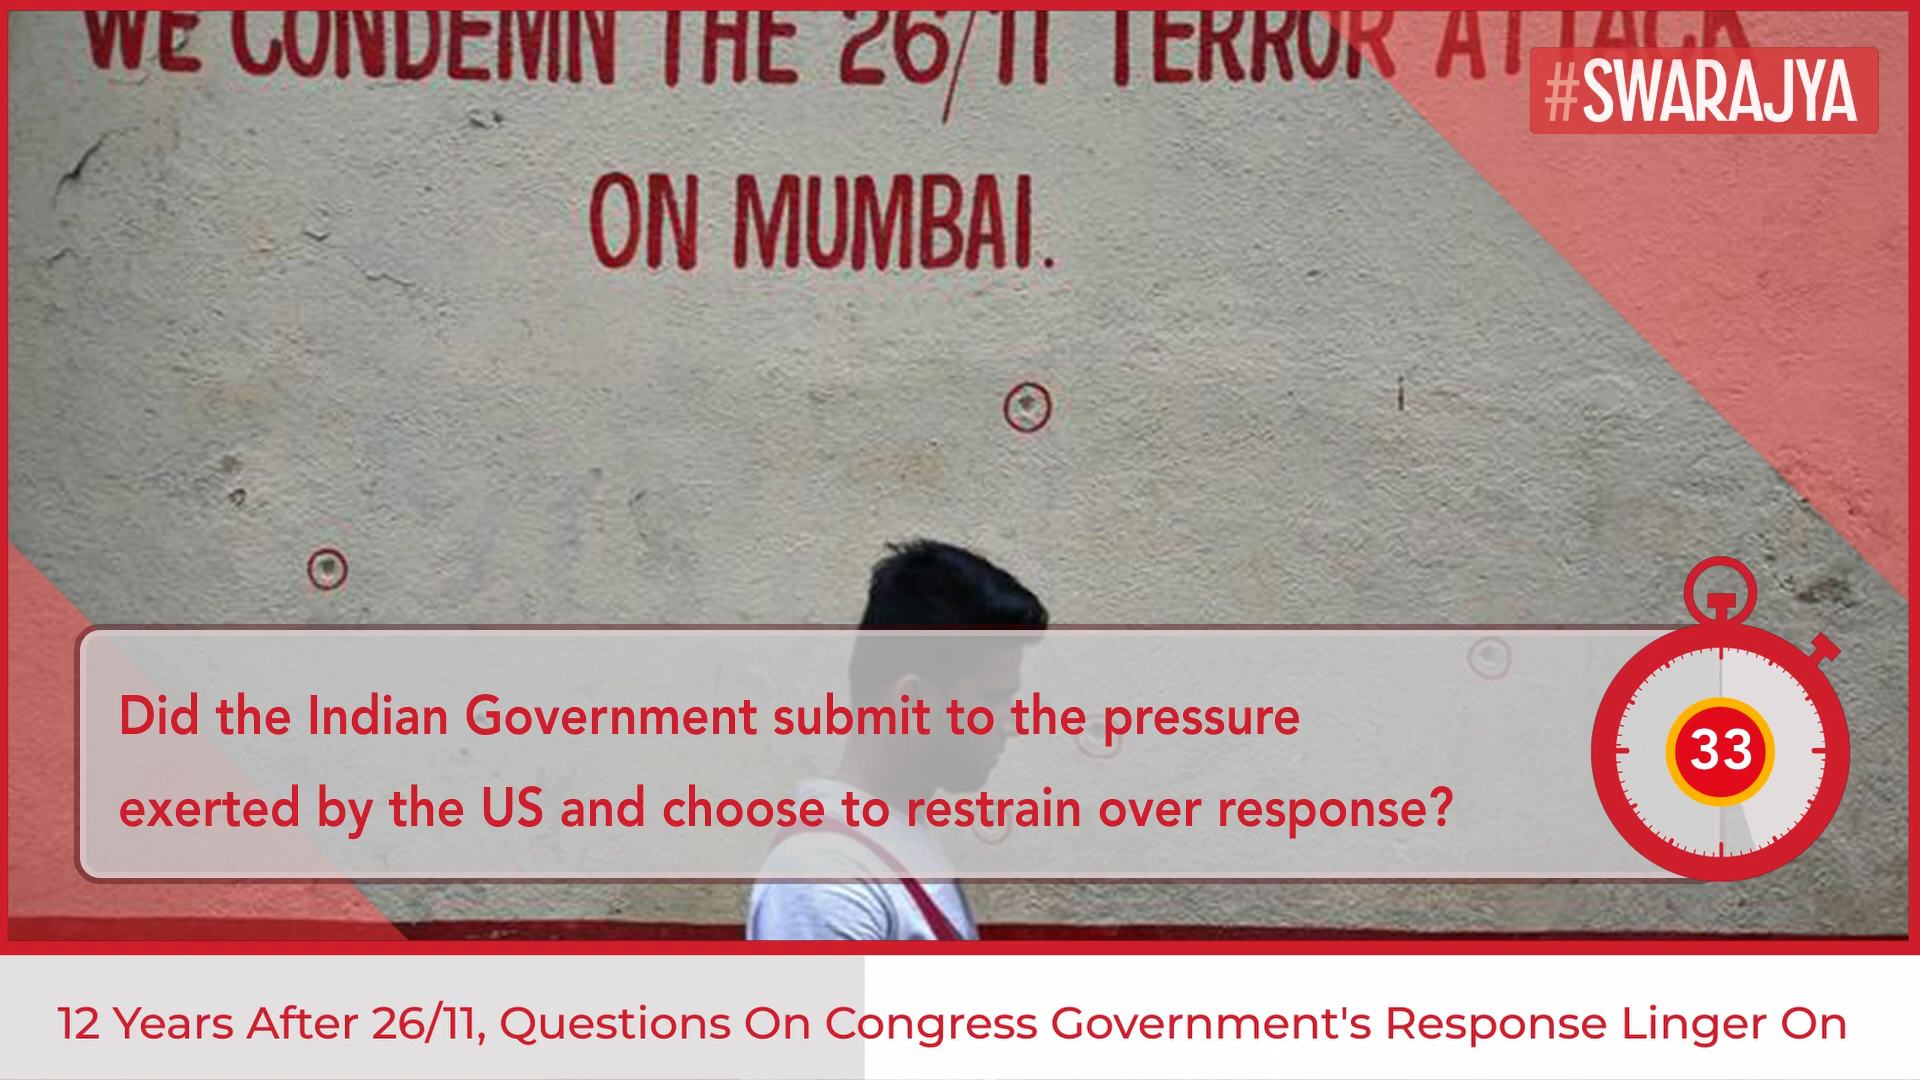 WE CONDEMN THE 26/11 TERROR ATTACK
#SWARAJYA
ON MUMBAI.
Did the Indian Government submit to the pressure
exerted by the US and choose to restrain over response?
33
12 Years After 26/11, Questions On Congress Government's Response Linger On